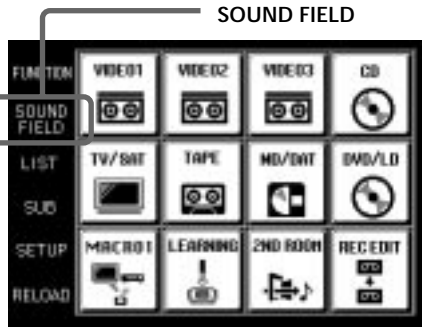 SOUND FIELD
FUNCTION
SOUND
FIELD
LIST
SUB
SETUP
RELOAD
VIDEO1 VIDEO2 VIDEO3 CD
TV/SAT TAPE MD/DAT DVD/LD
MACRO1 LEARNING 2ND ROOM REC EDIT